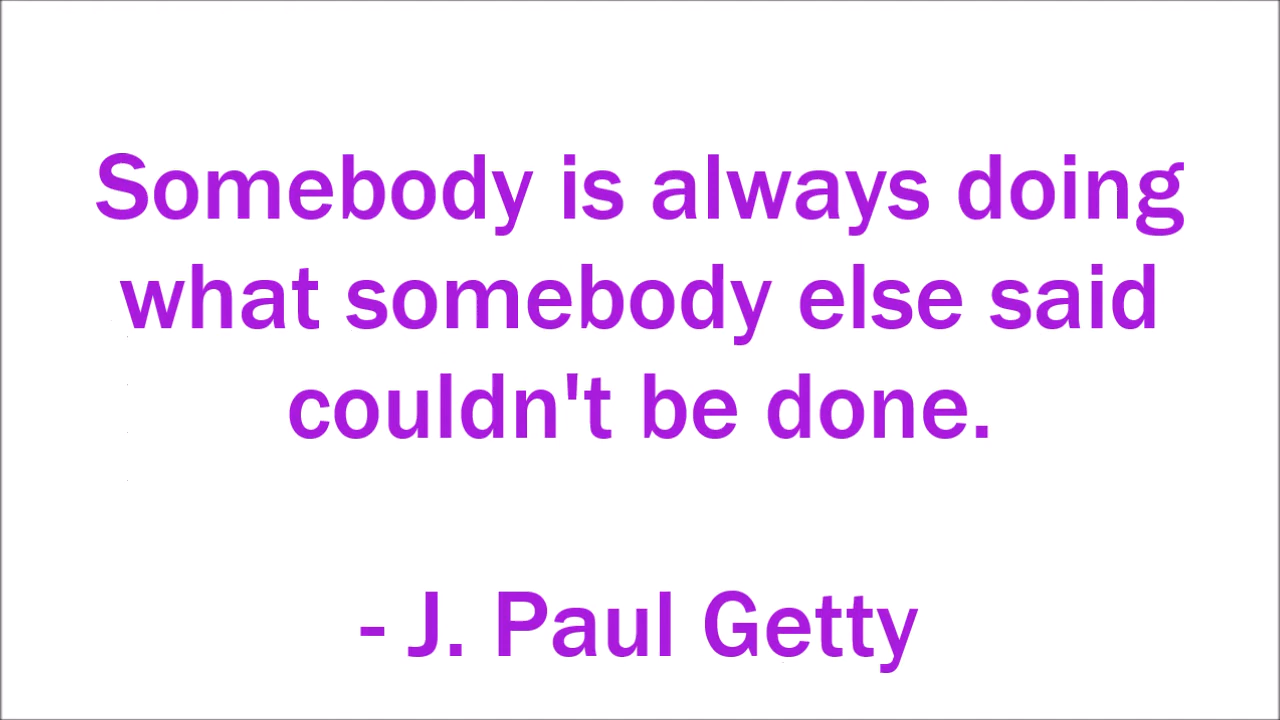 Somebody is always doing
what somebody else said
couldn't be done.
- J. Paul Getty